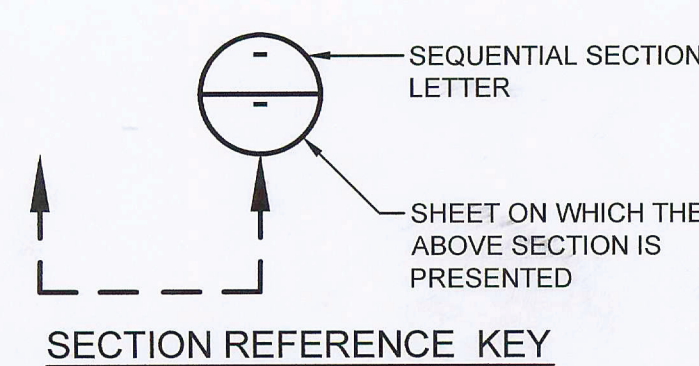 -
-
SEQUENTIAL SECTION
LETTER
SHEET ON WHICH THE
ABOVE SECTION IS
PRESENTED
SECTION REFERENCE KEY